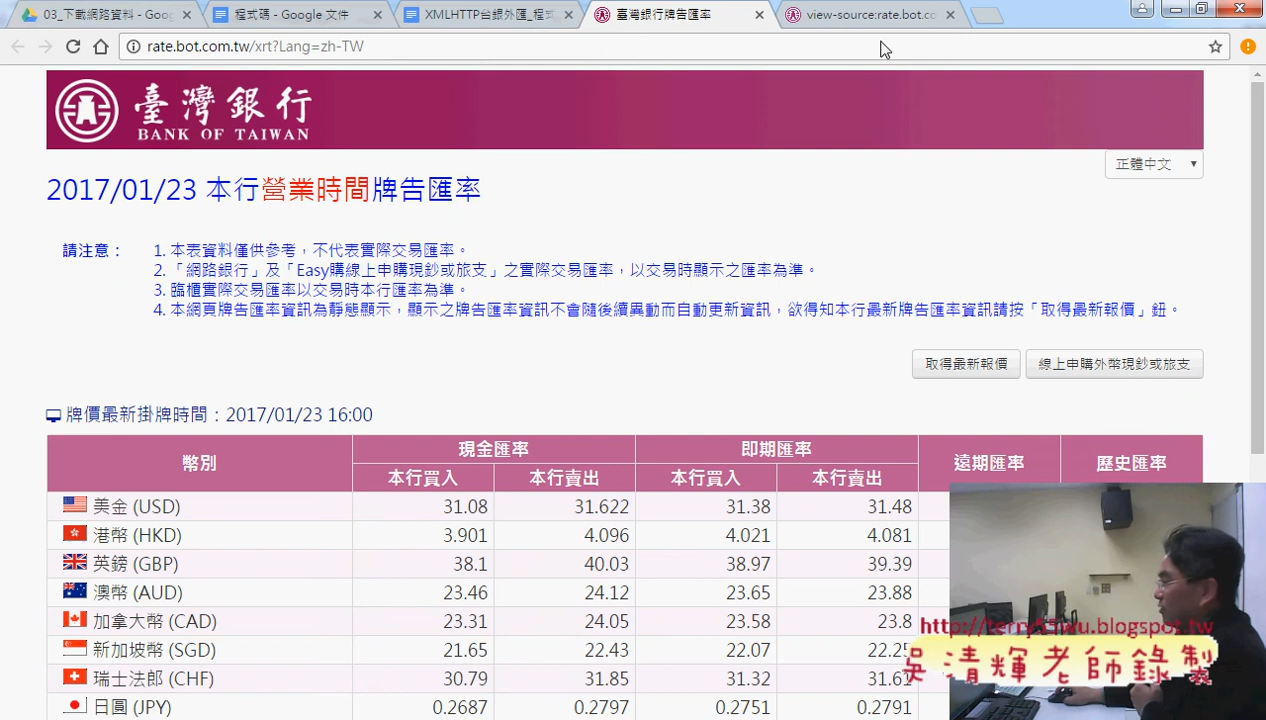 03_下載網路資料 - Goog
程式碼 - Google 文件
XMLHTTP台銀外匯_程式
臺灣銀行牌告匯率
view-source:rate.bot.co
rate.bot.com.tw/xrt?Lang=zh-TW
臺灣銀行
BANK OF TAIWAN
正體中文
2017/01/23 本行營業時間牌告匯率
請注意：
1. 本表資料僅供參考，不代表實際交易匯率。
2. 「網路銀行」及「Easy購線上申購現鈔或旅支」之實際交易匯率，以交易時顯示之匯率為準。
3. 臨櫃實際交易匯率以交易時本行匯率為準。
4. 本網頁牌告匯率資訊為靜態顯示，顯示之牌告匯率資訊不會隨後續異動而自動更新資訊，欲得知本行最新牌告匯率資訊請按「取得最新報價」鈕。
取得最新報價 線上申購外幣現鈔或旅支
牌價最新掛牌時間：2017/01/23 16:00
幣別 現金匯率 即期匯率 遠期匯率 歷史匯率
本行買入 本行賣出 本行買入 本行賣出
美金 (USD) 31.08 31.622 31.38 31.48
港幣 (HKD) 3.901 4.096 4.021 4.081
英鎊 (GBP) 38.1 40.03 38.97 39.39
澳幣 (AUD) 23.46 24.12 23.65 23.88
加拿大幣 (CAD) 23.31 24.05 23.58 23.8
新加坡幣 (SGD) 21.65 22.43 22.07 22.25
瑞士法郎 (CHF) 30.79 31.85 31.32 31.61
日圓 (JPY) 0.2687 0.2797 0.2751 0.2791
http://terry55wu.blogspot.tw
吳清輝老師錄製